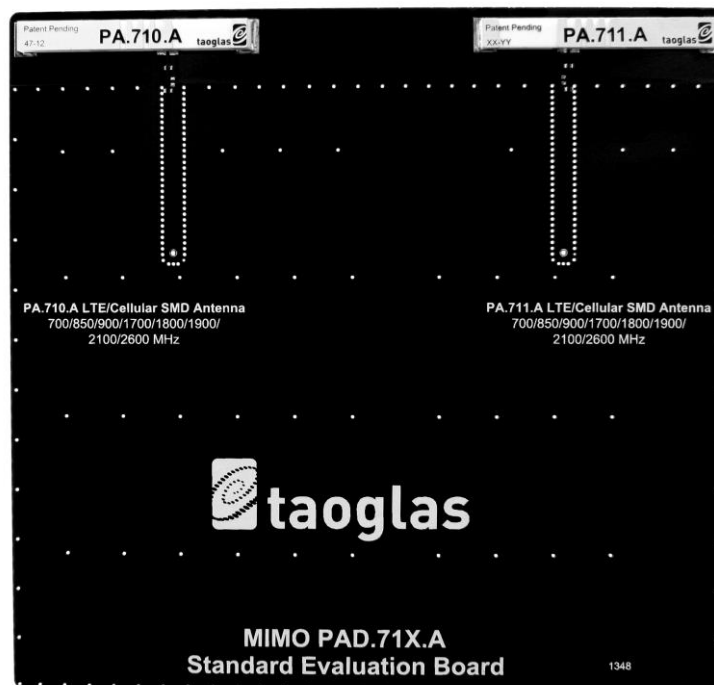 Patent Pending
47-12
PA.710.A
taoglas
Patent Pending
XX-YY
PA.711.A
taoglas
PA.710.A LTE/Cellular SMD Antenna
700/850/900/1700/1800/1900/
2100/2600 MHz
PA.711.A LTE/Cellular SMD Antenna
700/850/900/1700/1800/1900/
2100/2600 MHz
taoglas
MIMO PAD.71X.A
Standard Evaluation Board
1348